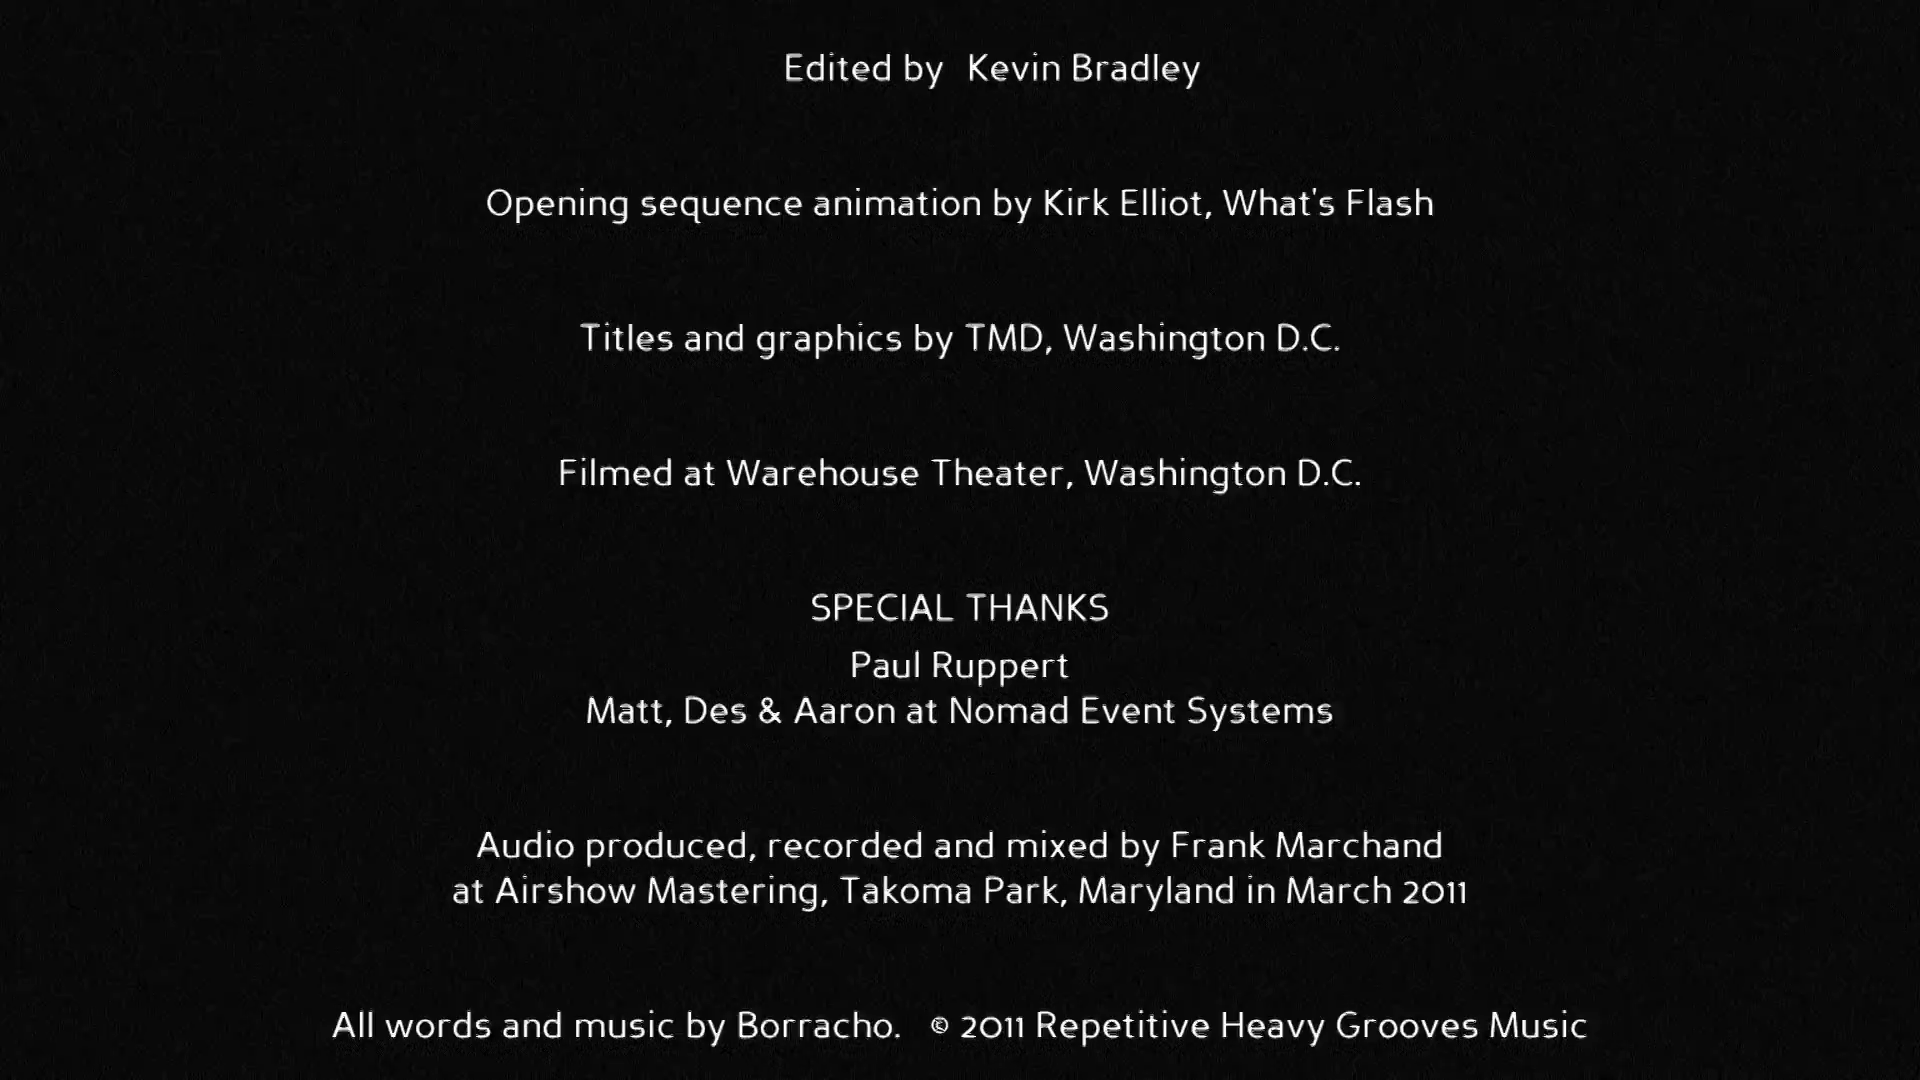 Edited by Kevin Bradley
Opening sequence animation by Kirk Elliot, What's Flash
Titles and graphics by TMD, Washington D.C.
Filmed at Warehouse Theater, Washington D.C.
SPECIAL THANKS
Paul Ruppert
Matt, Des & Aaron at Nomad Event Systems
Audio produced, recorded and mixed by Frank Marchand
at Airshow Mastering, Takoma Park, Maryland in March 2011
All words and music by Borracho. © 2011 Repetitive Heavy Grooves Music